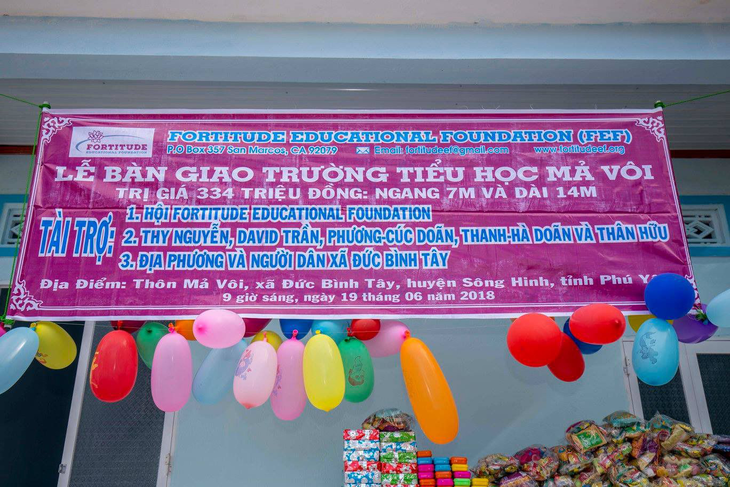 FORTITUDE
EDUCATIONAL FOUNDATION
FORTITUDE EDUCATIONAL FOUNDATION (FEF)
P.O Box 357 San Marcos, CA 92079 Email: fortitudeef@gmail.com www.fortitudeef.org
LỄ BÀN GIAO TRƯỜNG TIỂU HỌC MẢ VÔI
TRỊ GIÁ 334 TRIỆU ĐỒNG: NGANG 7M VÀ DÀI 14M
TÀI TRỢ:
1. HỘI FORTITUDE EDUCATIONAL FOUNDATION
2. THY NGUYỄN, DAVID TRẦN, PHƯƠNG-CÚC DOÃN, THANH-HÀ DOÃN VÀ THÂN HỮU
3. ĐỊA PHƯƠNG VÀ NGƯỜI DÂN XÃ ĐỨC BÌNH TÂY
Địa Điểm: Thôn Mả Vôi, xã Đức Bình Tây, huyện Sông Hinh, tỉnh Phú Yê
9 giờ sáng, ngày 19 tháng 06 năm 2018